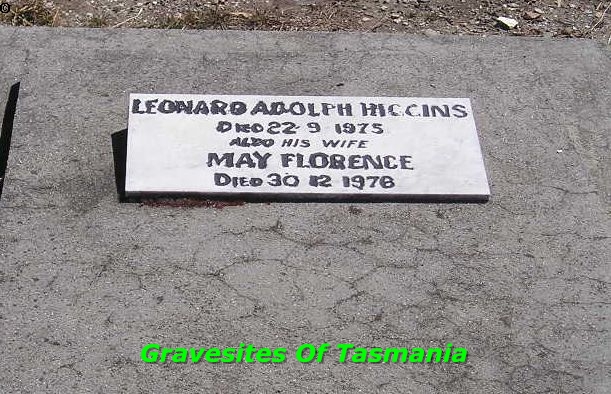 ©
LEONARD ADOLPH HIGGINS
DIED 22 9 1975
ALSO HIS WIFE
MAY FLORENCE
DIED 30 12 1976
Gravesites Of Tasmania